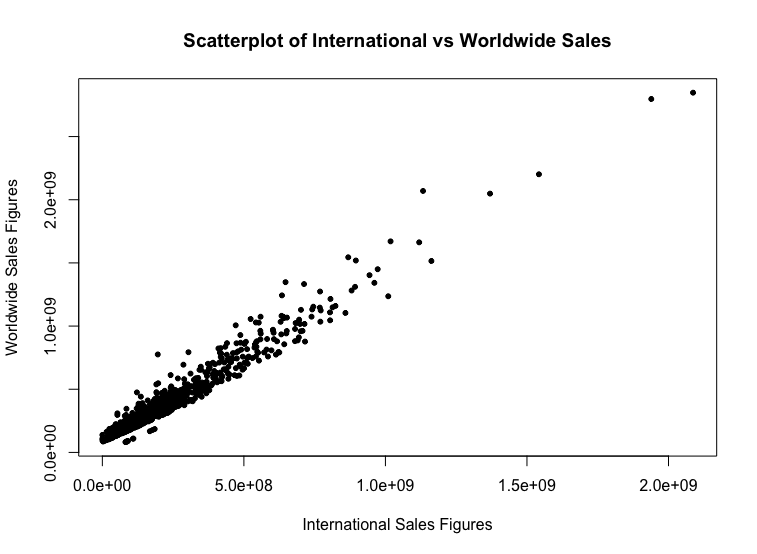 Scatterplot of International vs Worldwide Sales
Worldwide Sales Figures
2.0e+09
1.0e+09
0.0e+00
0.0e+00 5.0e+08 1.0e+09 1.5e+09 2.0e+09
International Sales Figures